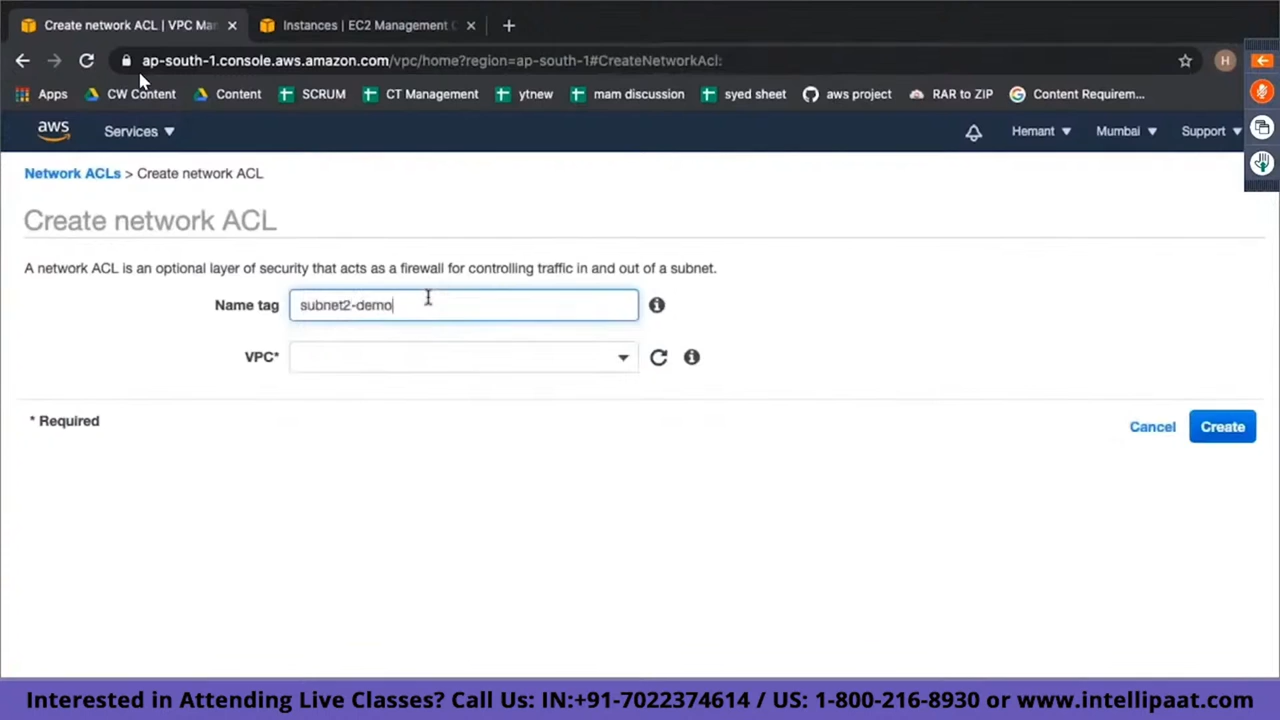 Create network ACL | VPC Man
Instances | EC2 Management C
ap-south-1.console.aws.amazon.com/vpc/home?region=ap-south-1#CreateNetworkAcl:
H
Apps CW Content Content SCRUM CT Management ytnew mam discussion syed sheet aws project RAR to ZIP Content Requirem...
aws Services Hemant Mumbai Support
Network ACLs > Create network ACL
Create network ACL
A network ACL is an optional layer of security that acts as a firewall for controlling traffic in and out of a subnet.
Name tag subnet2-demo
VPC*
* Required
Cancel Create
Interested in Attending Live Classes? Call Us: IN:+91-7022374614 / US: 1-800-216-8930 or www.intellipaat.com